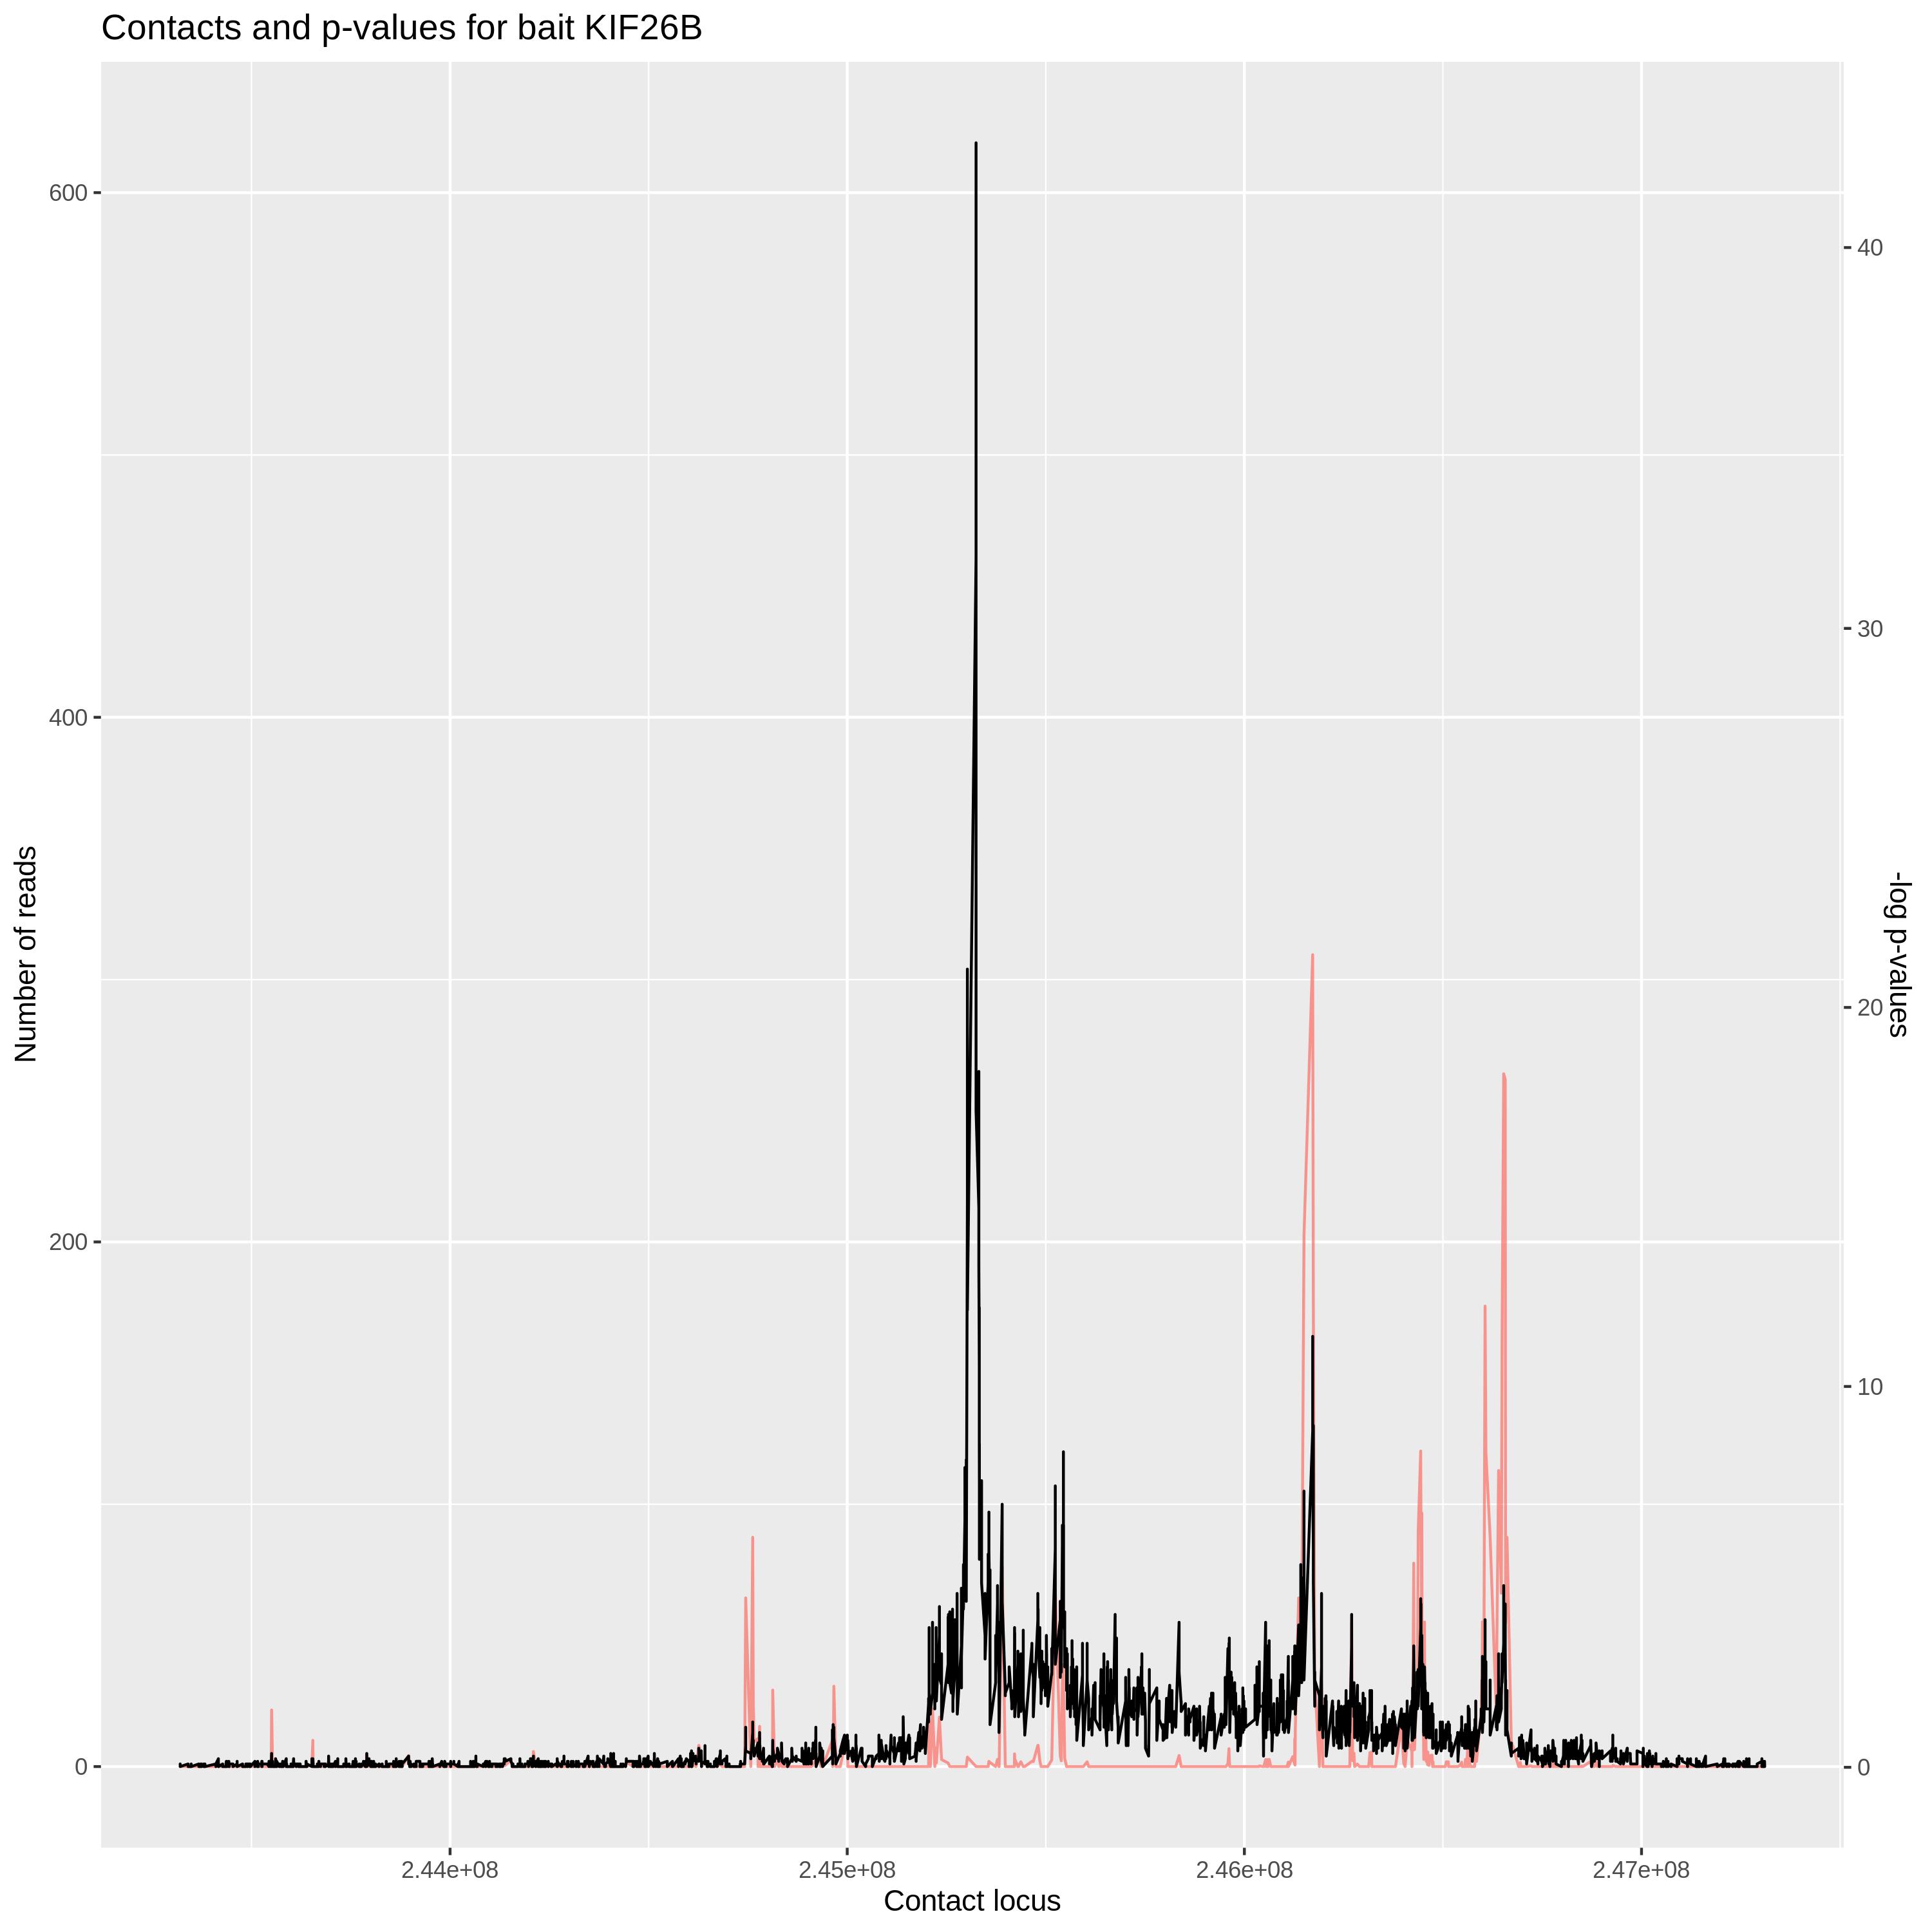 Contacts and p-values for bait KIF26B
600
400
200
0
40
30
20
10
0
Number of reads
-log p-values
2.44e+08
2.45e+08
2.46e+08
2.47e+08
Contact locus